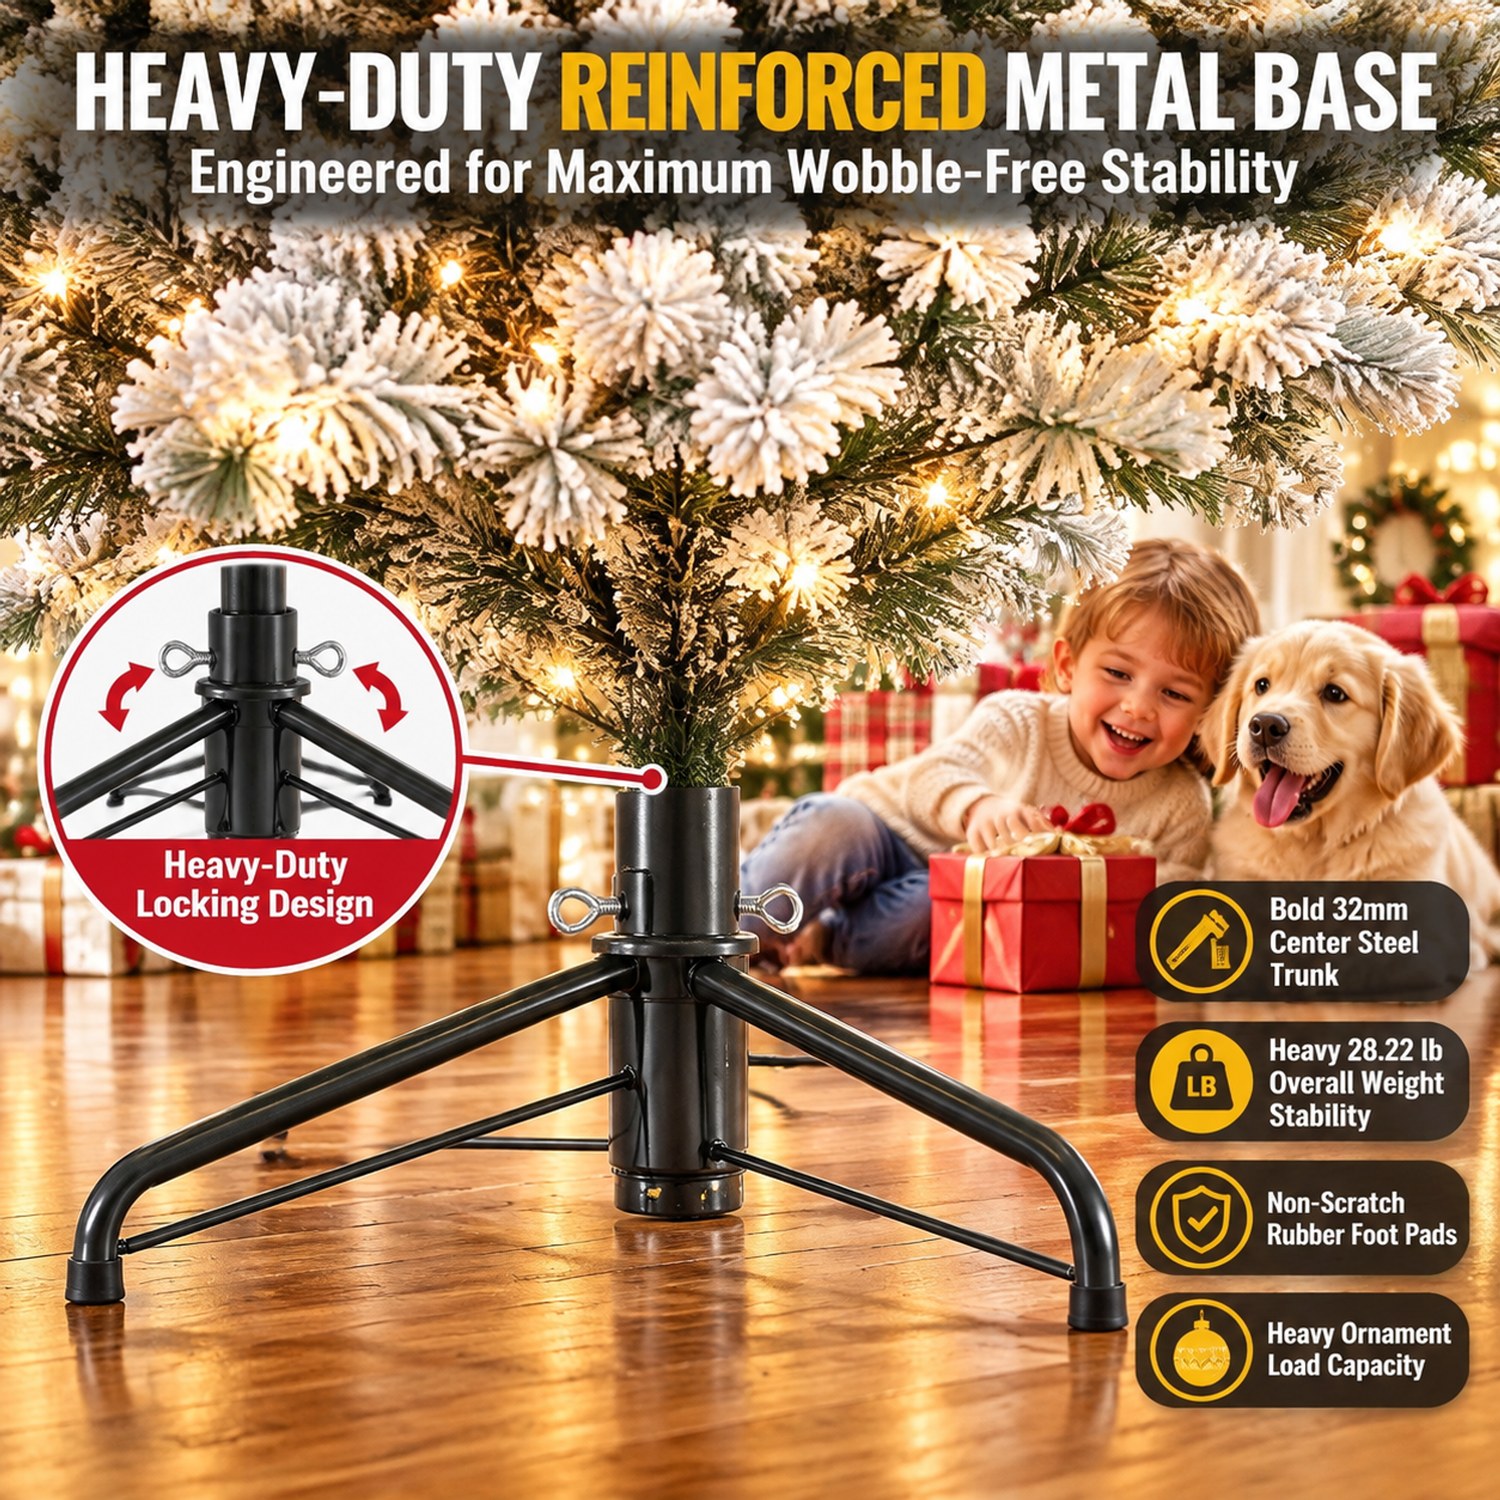 HEAVY-DUTY REINFORCED METAL BASE
Engineered for Maximum Wobble-Free Stability
Heavy-Duty
Locking Design
Bold 32mm
Center Steel
Trunk
LB
Heavy 28.22 lb
Overall Weight
Stability
Non-Scratch
Rubber Foot Pads
Heavy Ornament
Load Capacity